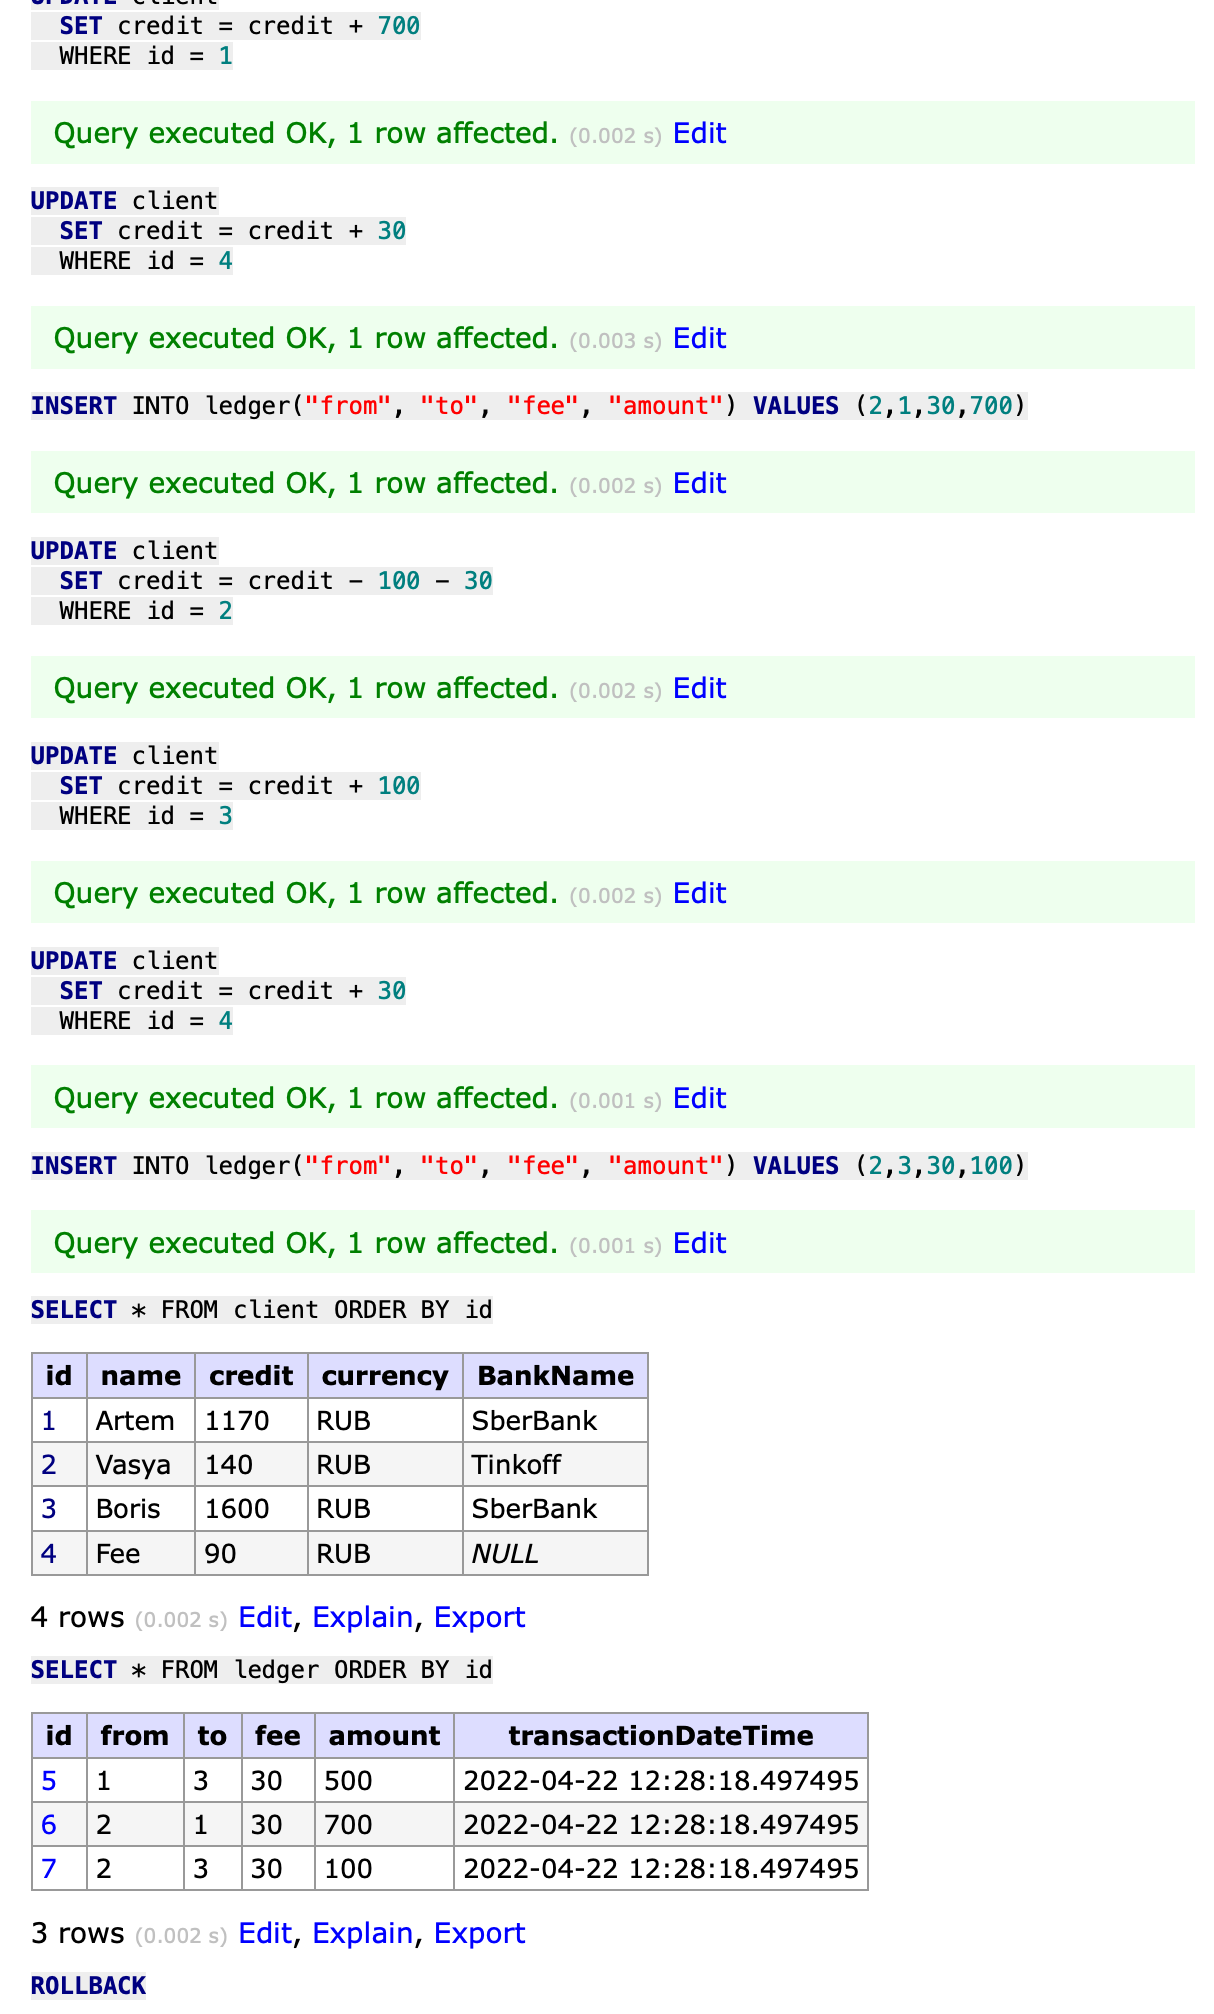 UPDATE client
SET credit = credit + 700
WHERE id = 1
Query executed OK, 1 row affected. (0.002 s) Edit
UPDATE client
SET credit = credit + 30
WHERE id = 4
Query executed OK, 1 row affected. (0.003 s) Edit
INSERT INTO ledger("from", "to", "fee", "amount") VALUES (2,1,30,700)
Query executed OK, 1 row affected. (0.002 s) Edit
UPDATE client
SET credit = credit - 100 - 30
WHERE id = 2
Query executed OK, 1 row affected. (0.002 s) Edit
UPDATE client
SET credit = credit + 100
WHERE id = 3
Query executed OK, 1 row affected. (0.002 s) Edit
UPDATE client
SET credit = credit + 30
WHERE id = 4
Query executed OK, 1 row affected. (0.001 s) Edit
INSERT INTO ledger("from", "to", "fee", "amount") VALUES (2,3,30,100)
Query executed OK, 1 row affected. (0.001 s) Edit
SELECT * FROM client ORDER BY id
id name credit currency BankName
1 Artem 1170 RUB SberBank
2 Vasya 140 RUB Tinkoff
3 Boris 1600 RUB SberBank
4 Fee 90 RUB NULL
4 rows (0.002 s) Edit, Explain, Export
SELECT * FROM ledger ORDER BY id
id from to fee amount transactionDateTime
5 1 3 30 500 2022-04-22 12:28:18.497495
6 2 1 30 700 2022-04-22 12:28:18.497495
7 2 3 30 100 2022-04-22 12:28:18.497495
3 rows (0.002 s) Edit, Explain, Export
ROLLBACK